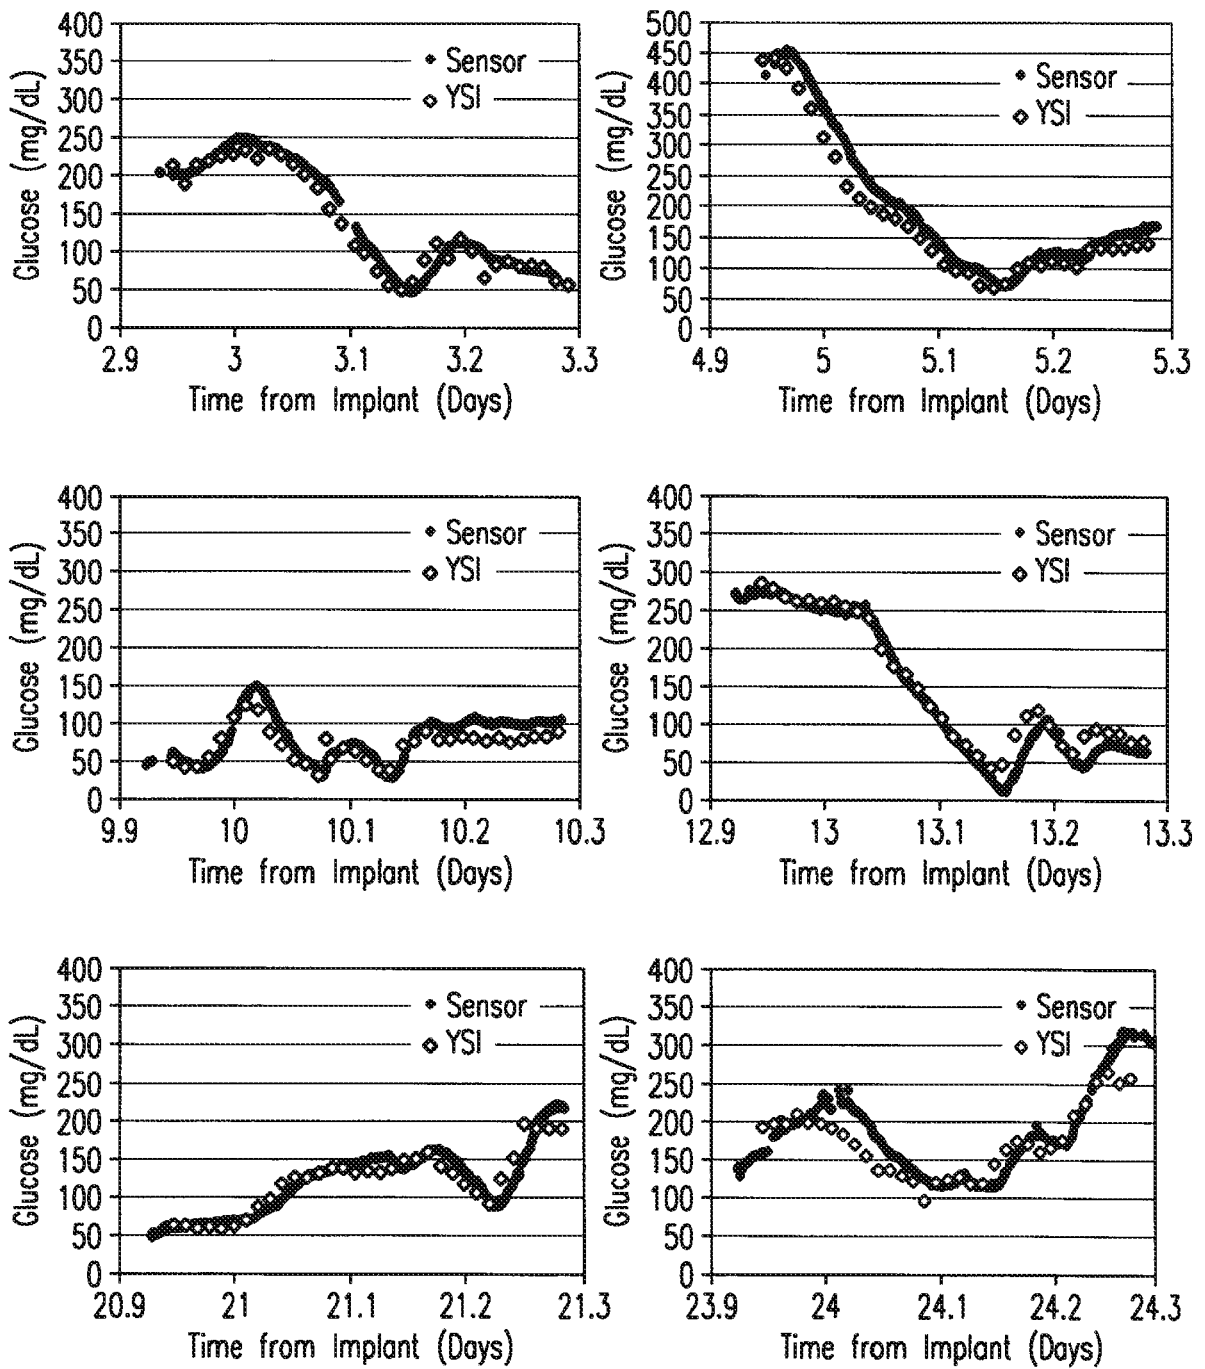 400
350
300
250
200
150
100
50
0
Glucose (mg/dL)
Sensor
YSI
2.9 3 3.1 3.2 3.3
Time from Implant (Days)
500
450
400
350
300
250
200
150
100
50
0
Glucose (mg/dL)
Sensor
YSI
4.9 5 5.1 5.2 5.3
Time from Implant (Days)
400
350
300
250
200
150
100
50
0
Glucose (mg/dL)
Sensor
YSI
9.9 10 10.1 10.2 10.3
Time from Implant (Days)
400
350
300
250
200
150
100
50
0
Glucose (mg/dL)
Sensor
YSI
12.9 13 13.1 13.2 13.3
Time from Implant (Days)
400
350
300
250
200
150
100
50
0
Glucose (mg/dL)
Sensor
YSI
20.9 21 21.1 21.2 21.3
Time from Implant (Days)
400
350
300
250
200
150
100
50
0
Glucose (mg/dL)
Sensor
YSI
23.9 24 24.1 24.2 24.3
Time from Implant (Days)